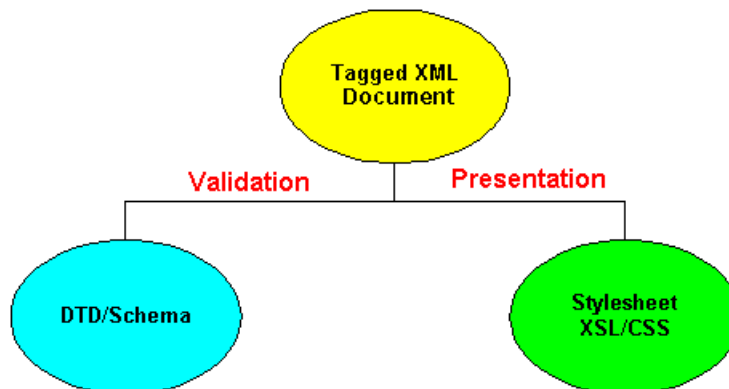 Tagged XML
Document
Validation
Presentation
DTD/Schema
Stylesheet
XSL/CSS